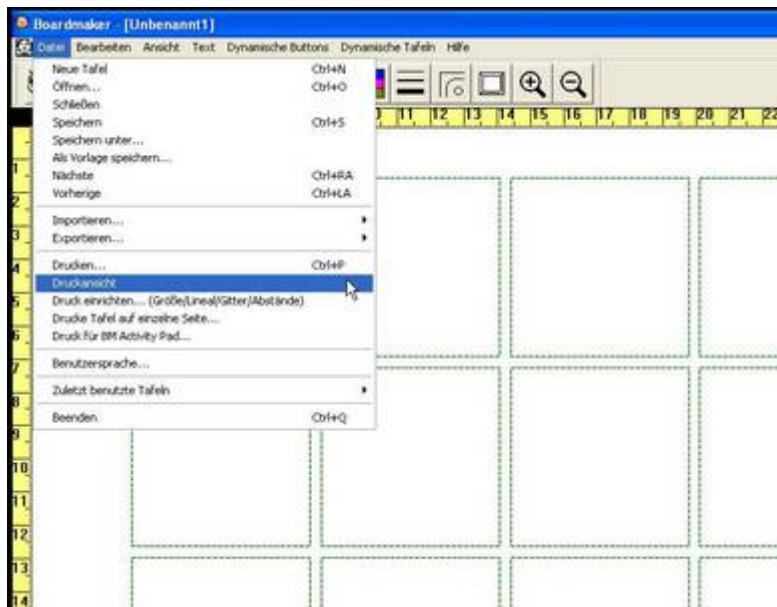 Boardmaker - [Unbenannt1]
Datei Bearbeiten Ansicht Text Dynamische Buttons Dynamische Tafeln Hilfe
Neue Tafel Ctrl+N
Öffnen... Ctrl+O
Schließen
Speichern Ctrl+S
Speichern unter...
Als Vorlage speichern...
Nächste Ctrl+RA
Vorherige Ctrl+LA
Importieren...
Exportieren...
Drucken... Ctrl+P
Druckansicht
Druck einrichten... (Größe/Lineal/Gitter/Abstände)
Drucke Tafel auf einzelne Seite...
Druck für BM Activity Pad...
Benutzersprache...
Zuletzt benutzte Tafeln
Beenden Ctrl+Q
11 12 13 14 15 16 17 18 19 20 21 22
1
2
3
4
5
6
7
8
9
10
11
12
13
14